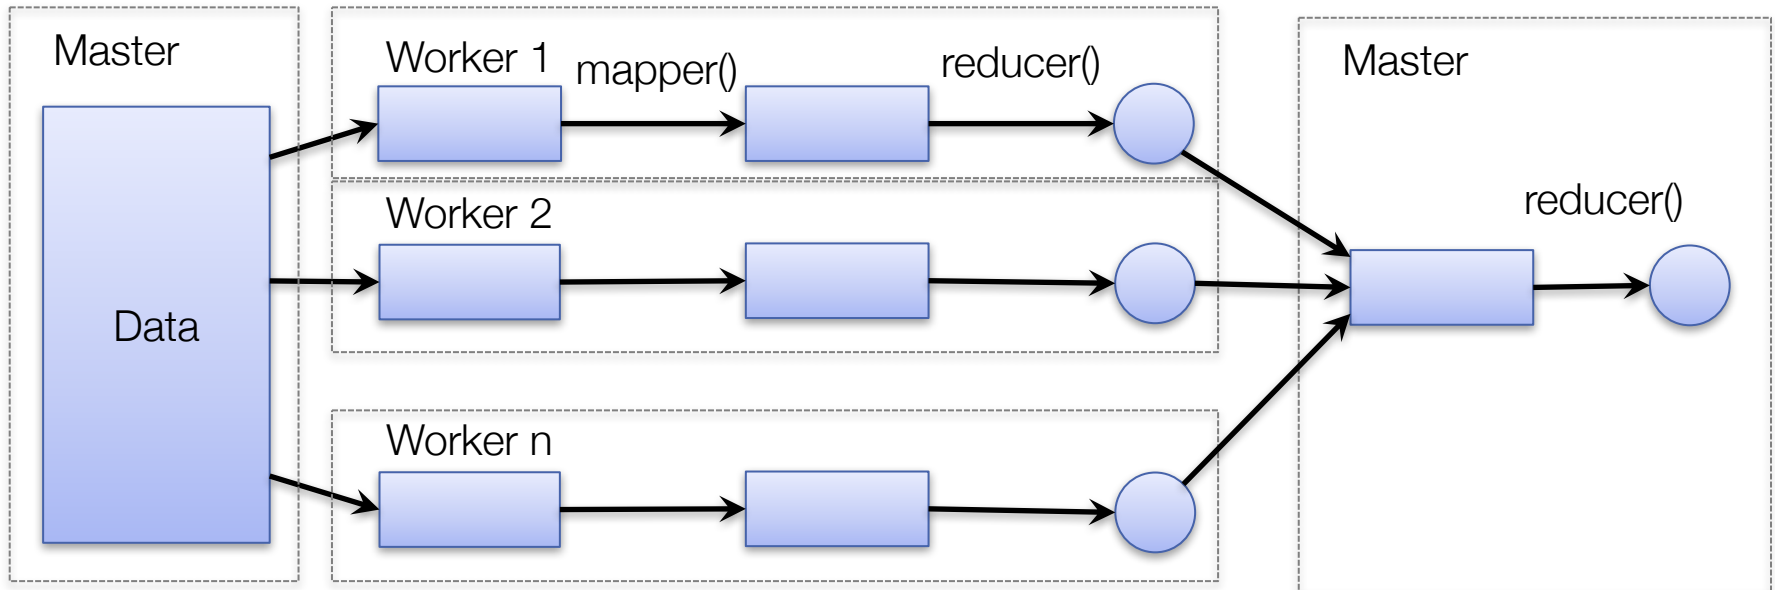 Master
Data
Worker 1
mapper()
reducer()
Worker 2
Worker n
Master
reducer()